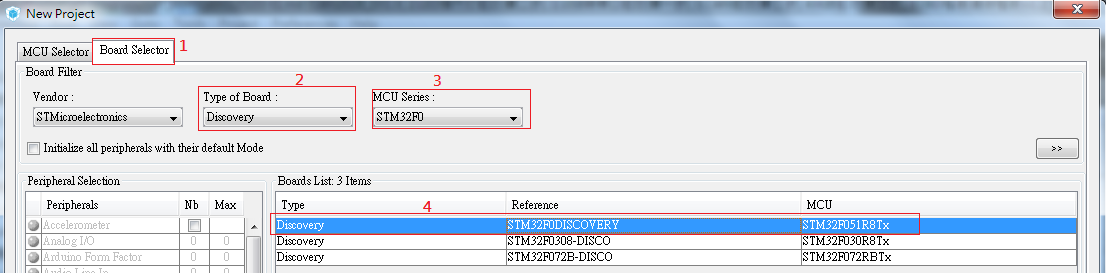 New Project
1
MCU Selector Board Selector
Board Filter
2 3
Vendor : Type of Board : MCU Series :
STMicroelectronics Discovery STM32F0
Initialize all peripherals with their default Mode >>
Peripheral Selection Boards List: 3 Items
Peripherals Nb Max Type Reference MCU
4
Accelerometer Discovery STM32F0DISCOVERY STM32F051R8Tx
Analog I/O 0 0 Discovery STM32F0308-DISCO STM32F030R8Tx
Arduino Form Factor 0 0 Discovery STM32F072B-DISCO STM32F072RBTx
Audio Line In